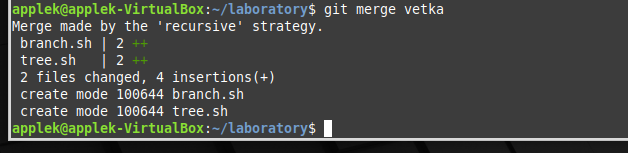 applek@applek-VirtualBox:~/laboratory$ git merge vetka
Merge made by the 'recursive' strategy.
 branch.sh | 2 ++
 tree.sh   | 2 ++
 2 files changed, 4 insertions(+)
 create mode 100644 branch.sh
 create mode 100644 tree.sh
applek@applek-VirtualBox:~/laboratory$